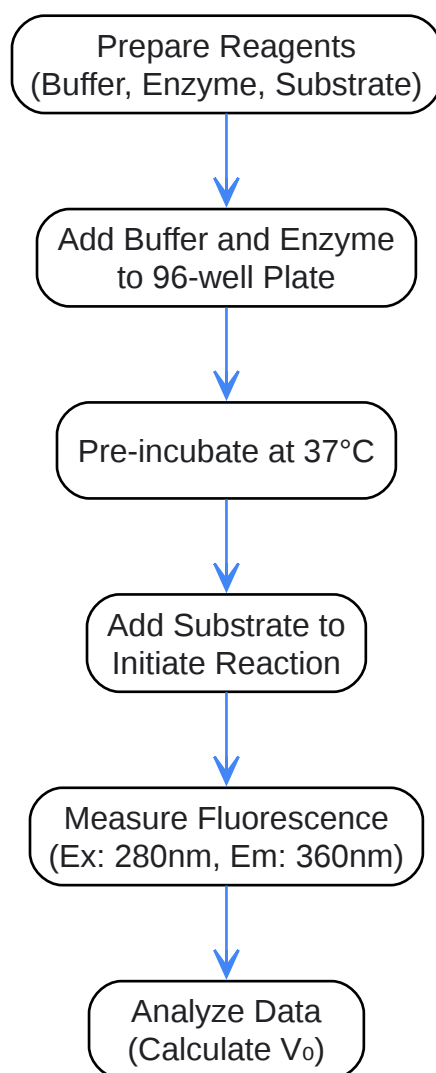 Prepare Reagents
(Buffer, Enzyme, Substrate)
Add Buffer and Enzyme
to 96-well Plate
Pre-incubate at 37°C
Add Substrate to
Initiate Reaction
Measure Fluorescence
(Ex: 280nm, Em: 360nm)
Analyze Data
(Calculate V₀)